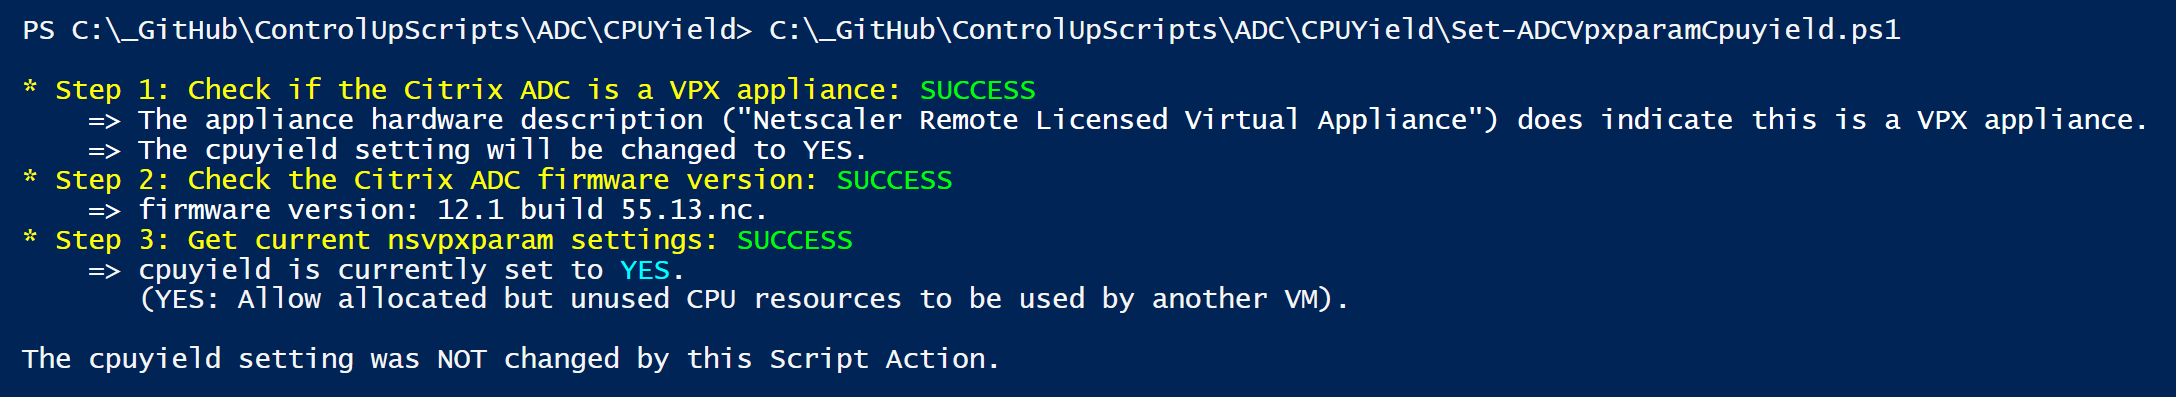 PS C:\_GitHub\ControlUpScripts\ADC\CPUYield> C:\_GitHub\ControlUpScripts\ADC\CPUYield\Set-ADCVpxparamCpuyield.ps1
* Step 1: Check if the Citrix ADC is a VPX appliance: SUCCESS
=> The appliance hardware description ("Netscaler Remote Licensed Virtual Appliance") does indicate this is a VPX appliance.
=> The cpuyield setting will be changed to YES.
* Step 2: Check the Citrix ADC firmware version: SUCCESS
=> firmware version: 12.1 build 55.13.nc.
* Step 3: Get current nsvpxparam settings: SUCCESS
=> cpuyield is currently set to YES.
(YES: Allow allocated but unused CPU resources to be used by another VM).
The cpuyield setting was NOT changed by this Script Action.